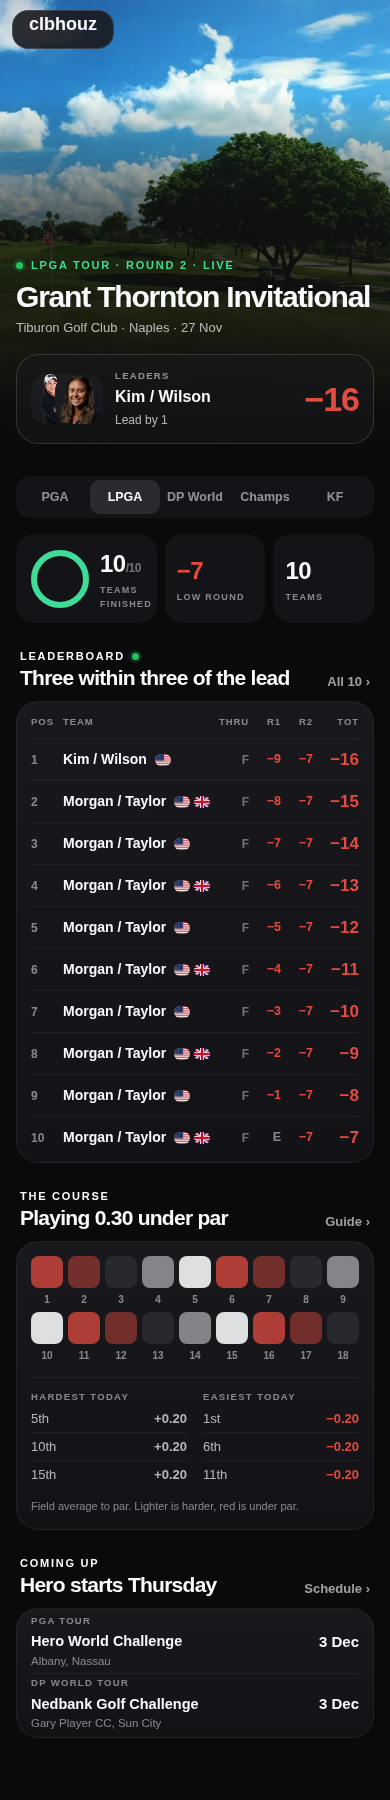 clbhouz
LPGA TOUR · ROUND 2 · LIVE
Grant Thornton Invitational
Tiburon Golf Club · Naples · 27 Nov
LEADERS
Kim / Wilson
Lead by 1
−16
PGA LPGA DP World Champs KF
10/10
TEAMS
FINISHED
−7
LOW ROUND
10
TEAMS
LEADERBOARD
Three within three of the lead
All 10 ›
POS TEAM THRU R1 R2 TOT
1 Kim / Wilson F −9 −7 −16
2 Morgan / Taylor F −8 −7 −15
3 Morgan / Taylor F −7 −7 −14
4 Morgan / Taylor F −6 −7 −13
5 Morgan / Taylor F −5 −7 −12
6 Morgan / Taylor F −4 −7 −11
7 Morgan / Taylor F −3 −7 −10
8 Morgan / Taylor F −2 −7 −9
9 Morgan / Taylor F −1 −7 −8
10 Morgan / Taylor F E −7 −7
THE COURSE
Playing 0.30 under par
Guide ›
1 2 3 4 5 6 7 8 9
10 11 12 13 14 15 16 17 18
HARDEST TODAY
5th +0.20
10th +0.20
15th +0.20
EASIEST TODAY
1st −0.20
6th −0.20
11th −0.20
Field average to par. Lighter is harder, red is under par.
COMING UP
Hero starts Thursday
Schedule ›
PGA TOUR
Hero World Challenge 3 Dec
Albany, Nassau
DP WORLD TOUR
Nedbank Golf Challenge 3 Dec
Gary Player CC, Sun City